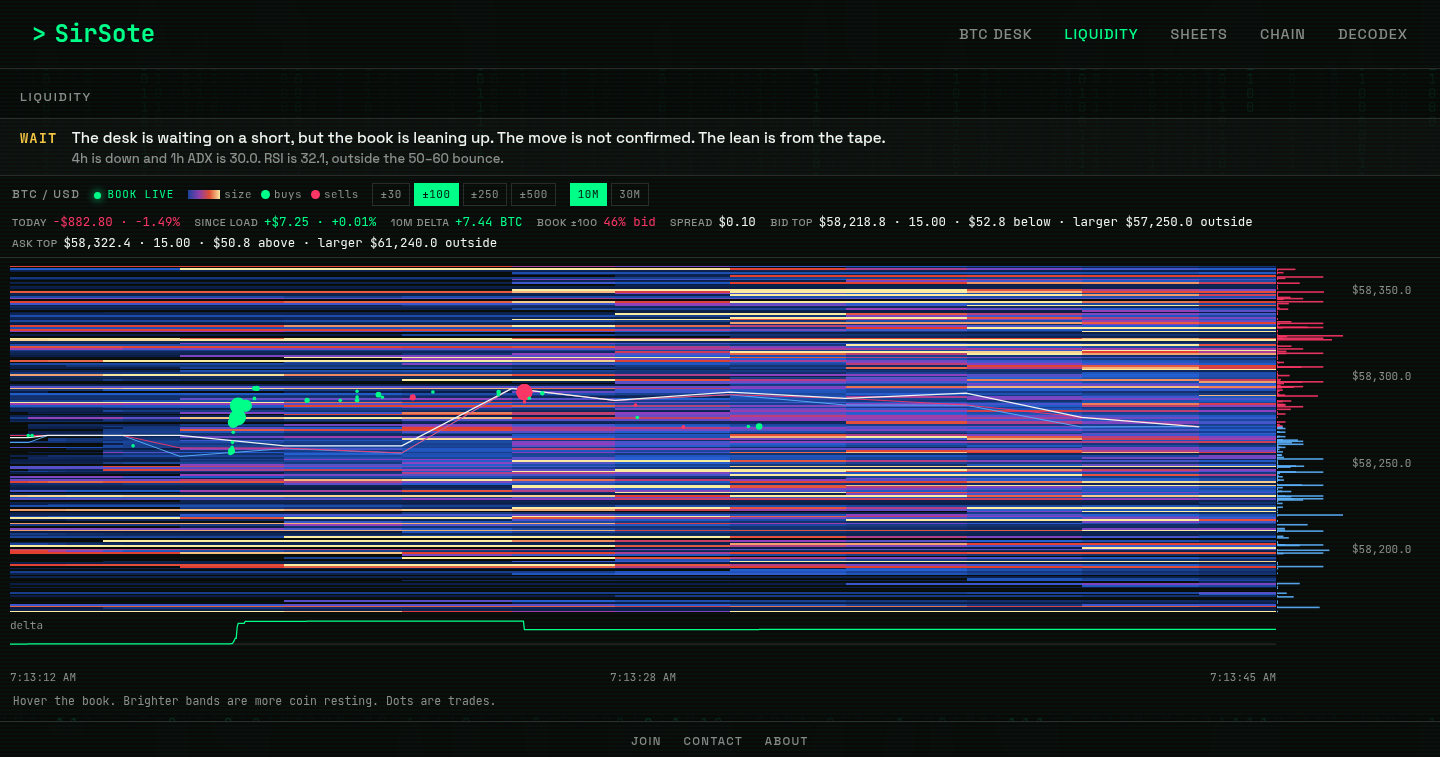 > SirSote
BTC DESK LIQUIDITY SHEETS CHAIN DECODEX
LIQUIDITY
WAIT The desk is waiting on a short, but the book is leaning up. The move is not confirmed. The lean is from the tape.
4h is down and 1h ADX is 30.0. RSI is 32.1, outside the 50–60 bounce.
BTC / USD BOOK LIVE size buys sells ±30 ±100 ±250 ±500 10M 30M
TODAY -$882.80 · -1.49% SINCE LOAD +$7.25 · +0.01% 10M DELTA +7.44 BTC BOOK ±100 46% bid SPREAD $0.10 BID TOP $58,218.8 · 15.00 · $52.8 below · larger $57,250.0 outside
ASK TOP $58,322.4 · 15.00 · $50.8 above · larger $61,240.0 outside
$58,350.0
$58,300.0
$58,250.0
$58,200.0
delta
7:13:12 AM 7:13:28 AM 7:13:45 AM
Hover the book. Brighter bands are more coin resting. Dots are trades.
JOIN CONTACT ABOUT